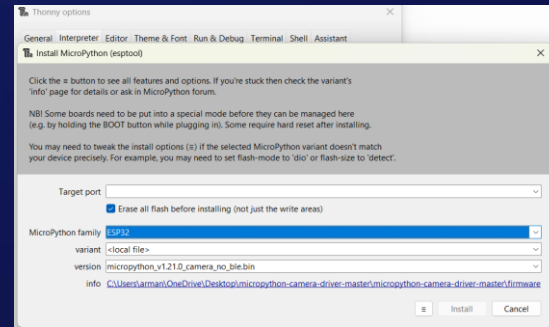 Thonny options
General Interpreter Editor Theme & Font Run & Debug Terminal Shell Assistant
Install MicroPython (esptool)
Click the ≡ button to see all features and options. If you're stuck then check the variant's
'info' page for details or ask in MicroPython forum.
NB! Some boards need to be put into a special mode before they can be managed here
(e.g. by holding the BOOT button while plugging in). Some require hard reset after installing.
You may need to tweak the install options (≡) if the selected MicroPython variant doesn't match
your device precisely. For example, you may need to set flash-mode to 'dio' or flash-size to 'detect'.
Target port
Erase all flash before installing (not just the write areas)
MicroPython family ESP32
variant <local file>
version micropython_v1.21.0_camera_no_ble.bin
info C:\Users\arman\OneDrive\Desktop\micropython-camera-driver-master\micropython-camera-driver-master\firmware
≡ Install Cancel